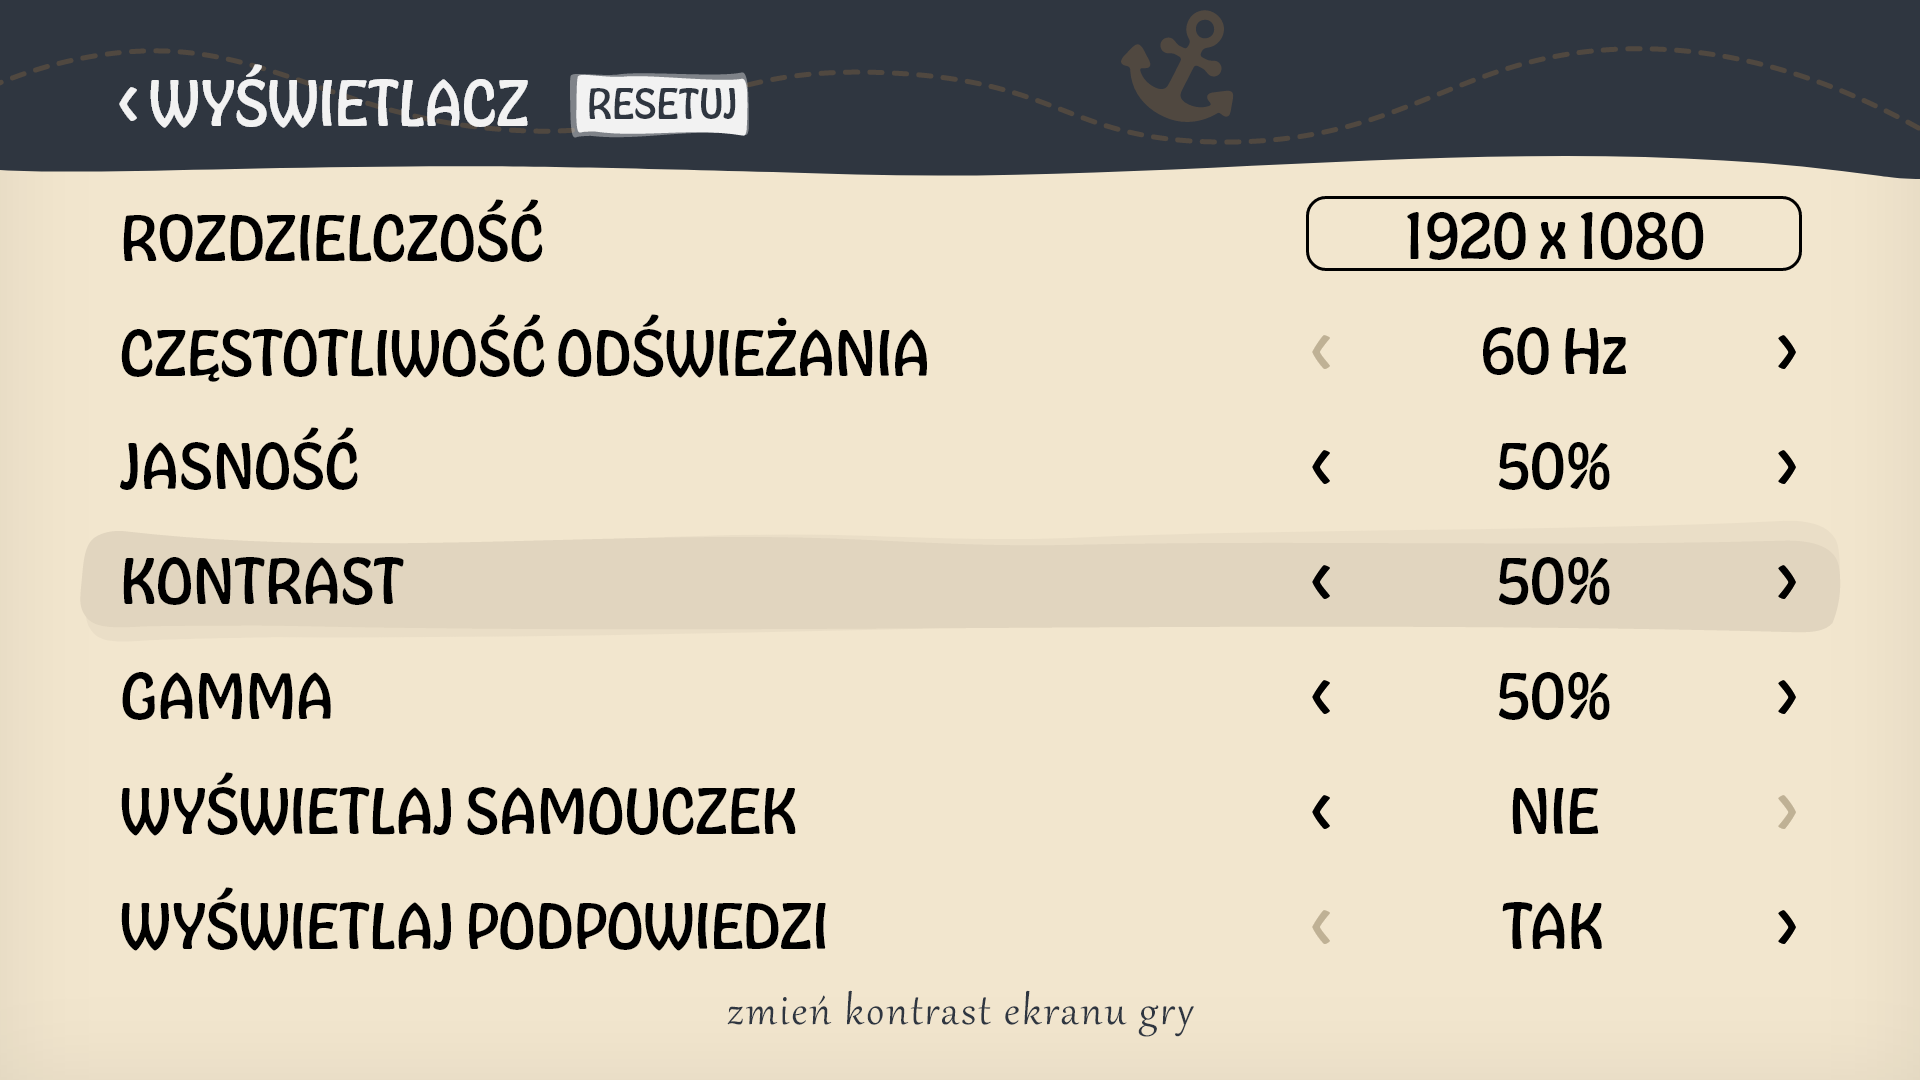 WYŚWIETLACZ RESETUJ
ROZDZIELCZOŚĆ 1920 x 1080
CZĘSTOTLIWOŚĆ ODŚWIEŻANIA 60 Hz
JASNOŚĆ 50%
KONTRAST 50%
GAMMA 50%
WYŚWIETLAJ SAMOUCZEK NIE
WYŚWIETLAJ PODPOWIEDZI TAK
zmień kontrast ekranu gry